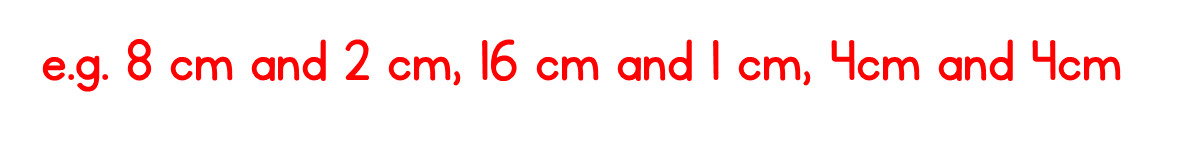 e.g. 8 cm and 2 cm, 16 cm and 1 cm, 4cm and 4cm